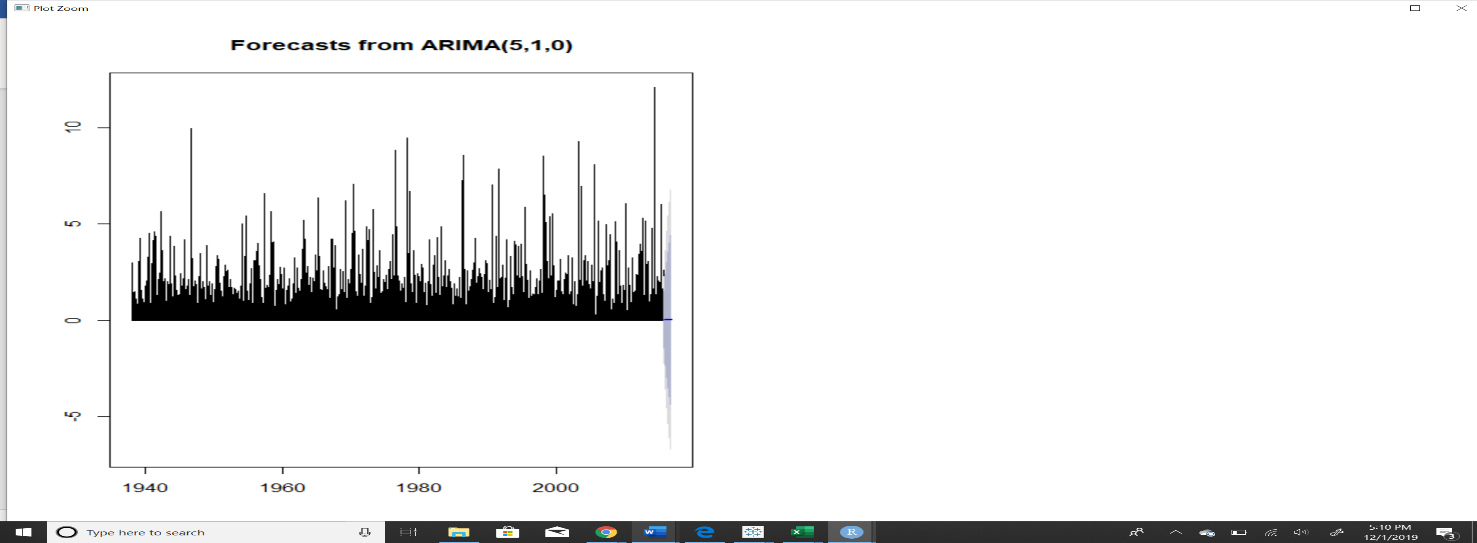 Plot Zoom
Forecasts from ARIMA(5,1,0)
10
5
0
-5
1940 1960 1980 2000
Type here to search
5:10 PM
12/1/2019
3